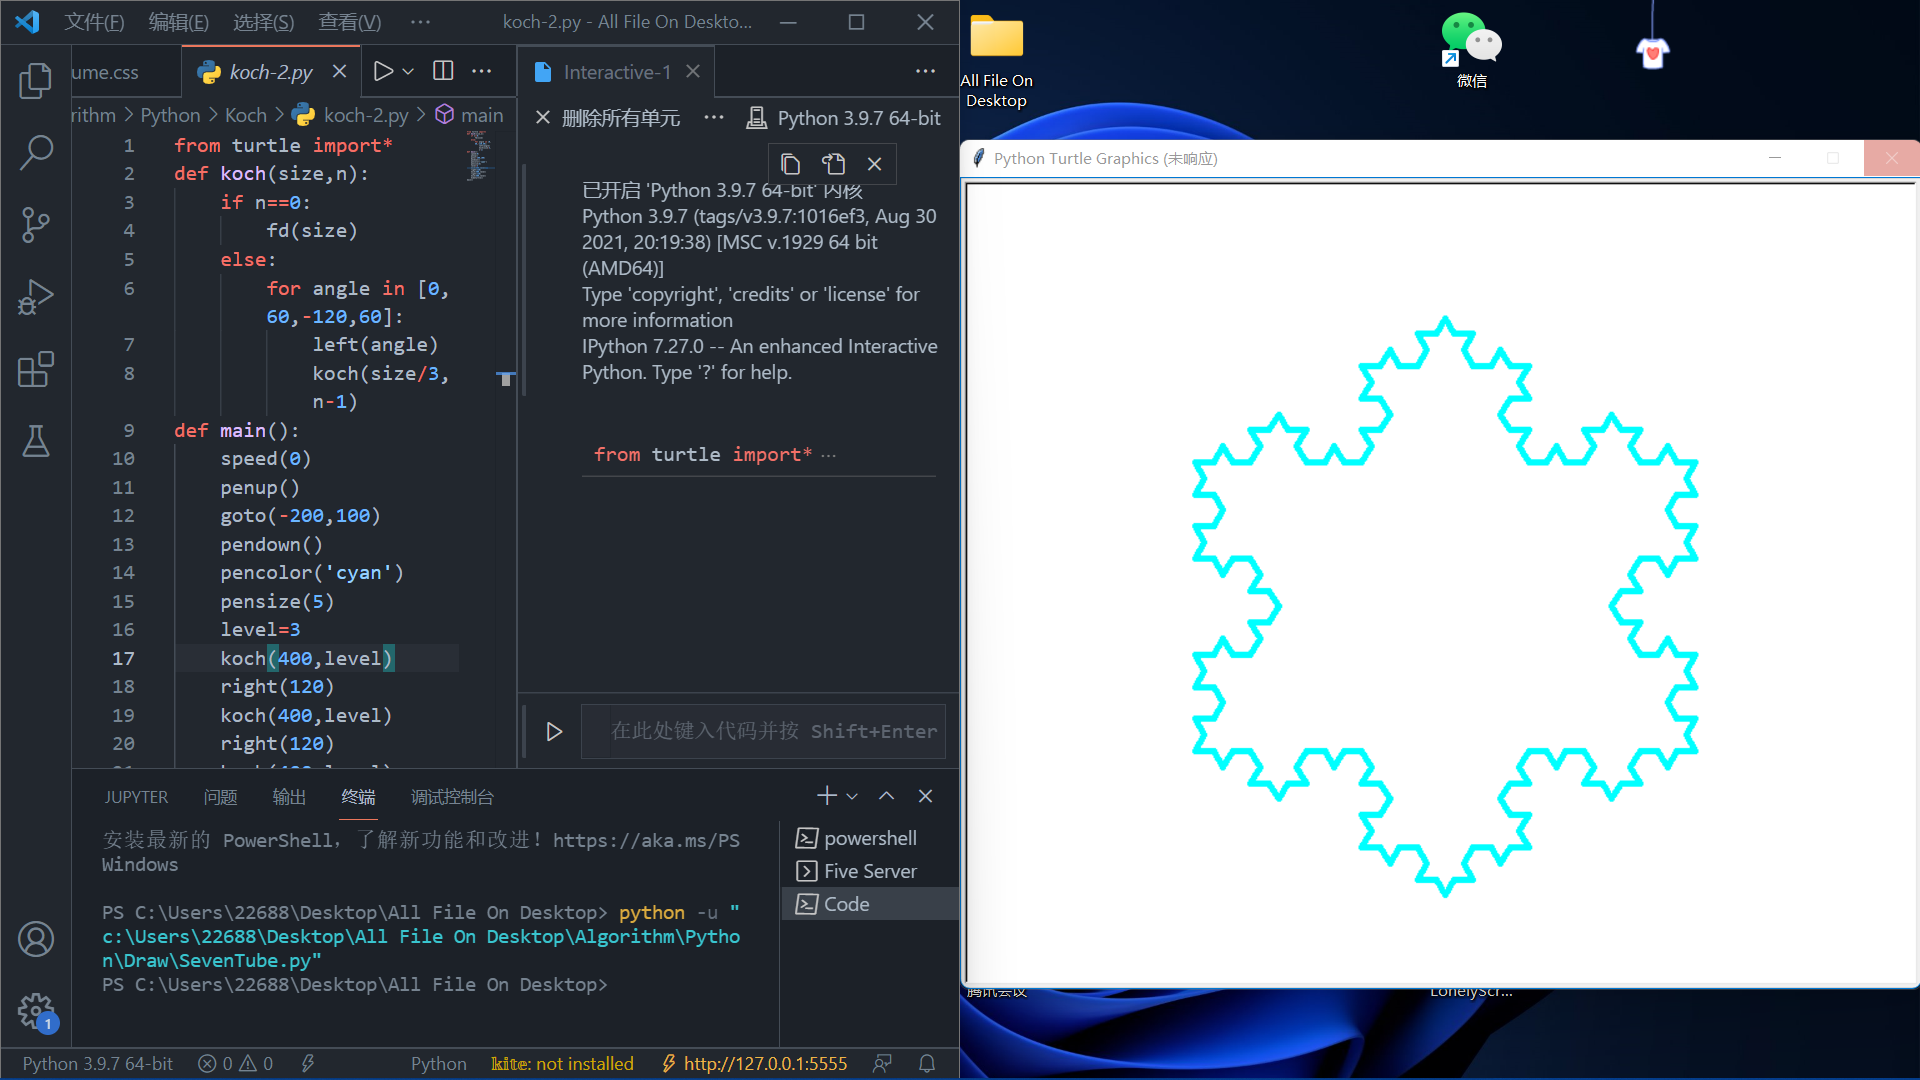 文件(F) 编辑(E) 选择(S) 查看(V) ··· koch-2.py - All File On Deskto...
ume.css koch-2.py
rithm > Python > Koch > koch-2.py > main
1 from turtle import*
2 def koch(size,n):
3 if n==0:
4 fd(size)
5 else:
6 for angle in [0,
60,-120,60]:
7 left(angle)
8 koch(size/3,
n-1)
9 def main():
10 speed(0)
11 penup()
12 goto(-200,100)
13 pendown()
14 pencolor('cyan')
15 pensize(5)
16 level=3
17 koch(400,level)
18 right(120)
19 koch(400,level)
20 right(120)
Interactive-1
删除所有单元 ··· Python 3.9.7 64-bit
已开启 'Python 3.9.7 64-bit' 内核
Python 3.9.7 (tags/v3.9.7:1016ef3, Aug 30
2021, 20:19:38) [MSC v.1929 64 bit
(AMD64)]
Type 'copyright', 'credits' or 'license' for
more information
IPython 7.27.0 -- An enhanced Interactive
Python. Type '?' for help.
from turtle import* ···
在此处键入代码并按 Shift+Enter
JUPYTER 问题 输出 终端 调试控制台
安装最新的 PowerShell，了解新功能和改进！https://aka.ms/PS
Windows
PS C:\Users\22688\Desktop\All File On Desktop> python -u "
c:\Users\22688\Desktop\All File On Desktop\Algorithm\Pytho
n\Draw\SevenTube.py"
PS C:\Users\22688\Desktop\All File On Desktop>
powershell
Five Server
Code
1
Python 3.9.7 64-bit 0 0 Python kite: not installed http://127.0.0.1:5555
All File On
Desktop
微信
Python Turtle Graphics (未响应)
腾讯会议
LonelyScr...